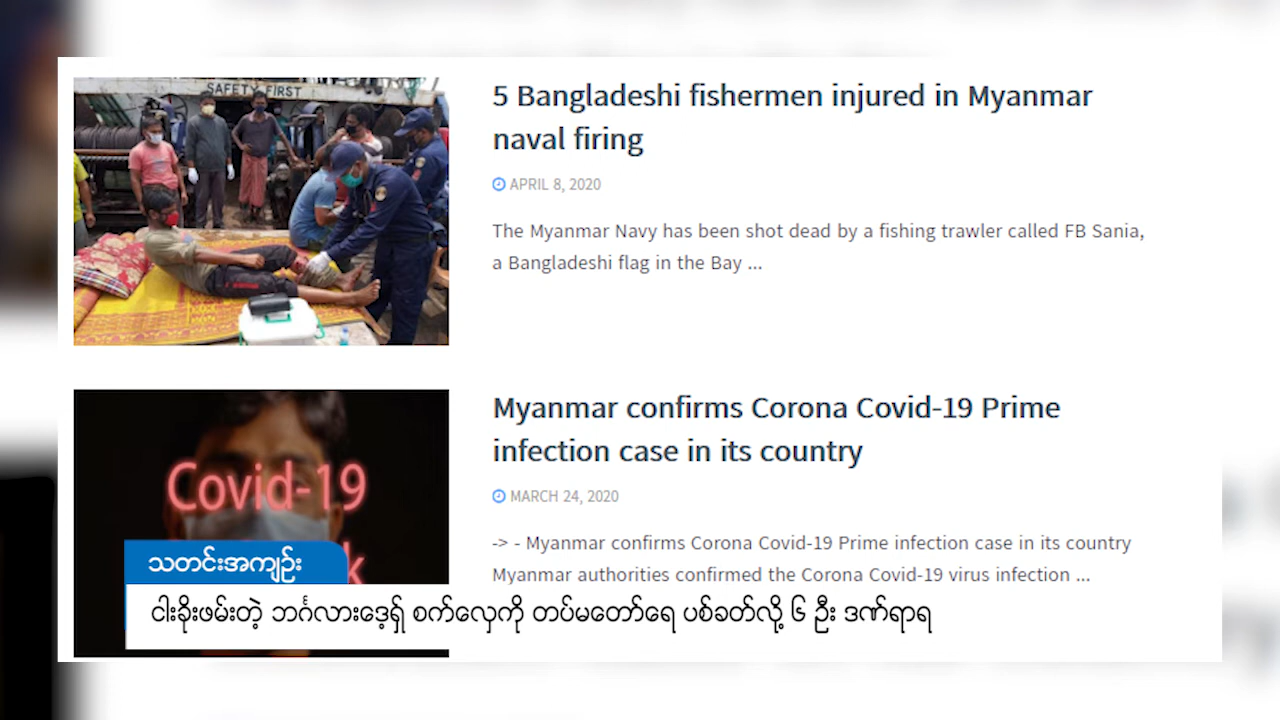 SAFETY FIRST
5 Bangladeshi fishermen injured in Myanmar
naval firing
APRIL 8, 2020
The Myanmar Navy has been shot dead by a fishing trawler called FB Sania,
a Bangladeshi flag in the Bay ...
Covid-19
k
Myanmar confirms Corona Covid-19 Prime
infection case in its country
MARCH 24, 2020
-> - Myanmar confirms Corona Covid-19 Prime infection case in its country
Myanmar authorities confirmed the Corona Covid-19 virus infection ...
သတင်းအကျဉ်း
ငါးခိုးဖမ်းတဲ့ ဘင်္ဂလားဒေ့ရှ် စက်လှေကို တပ်မတော်ရေ ပစ်ခတ်လို့ ၆ ဦး ဒဏ်ရာရ